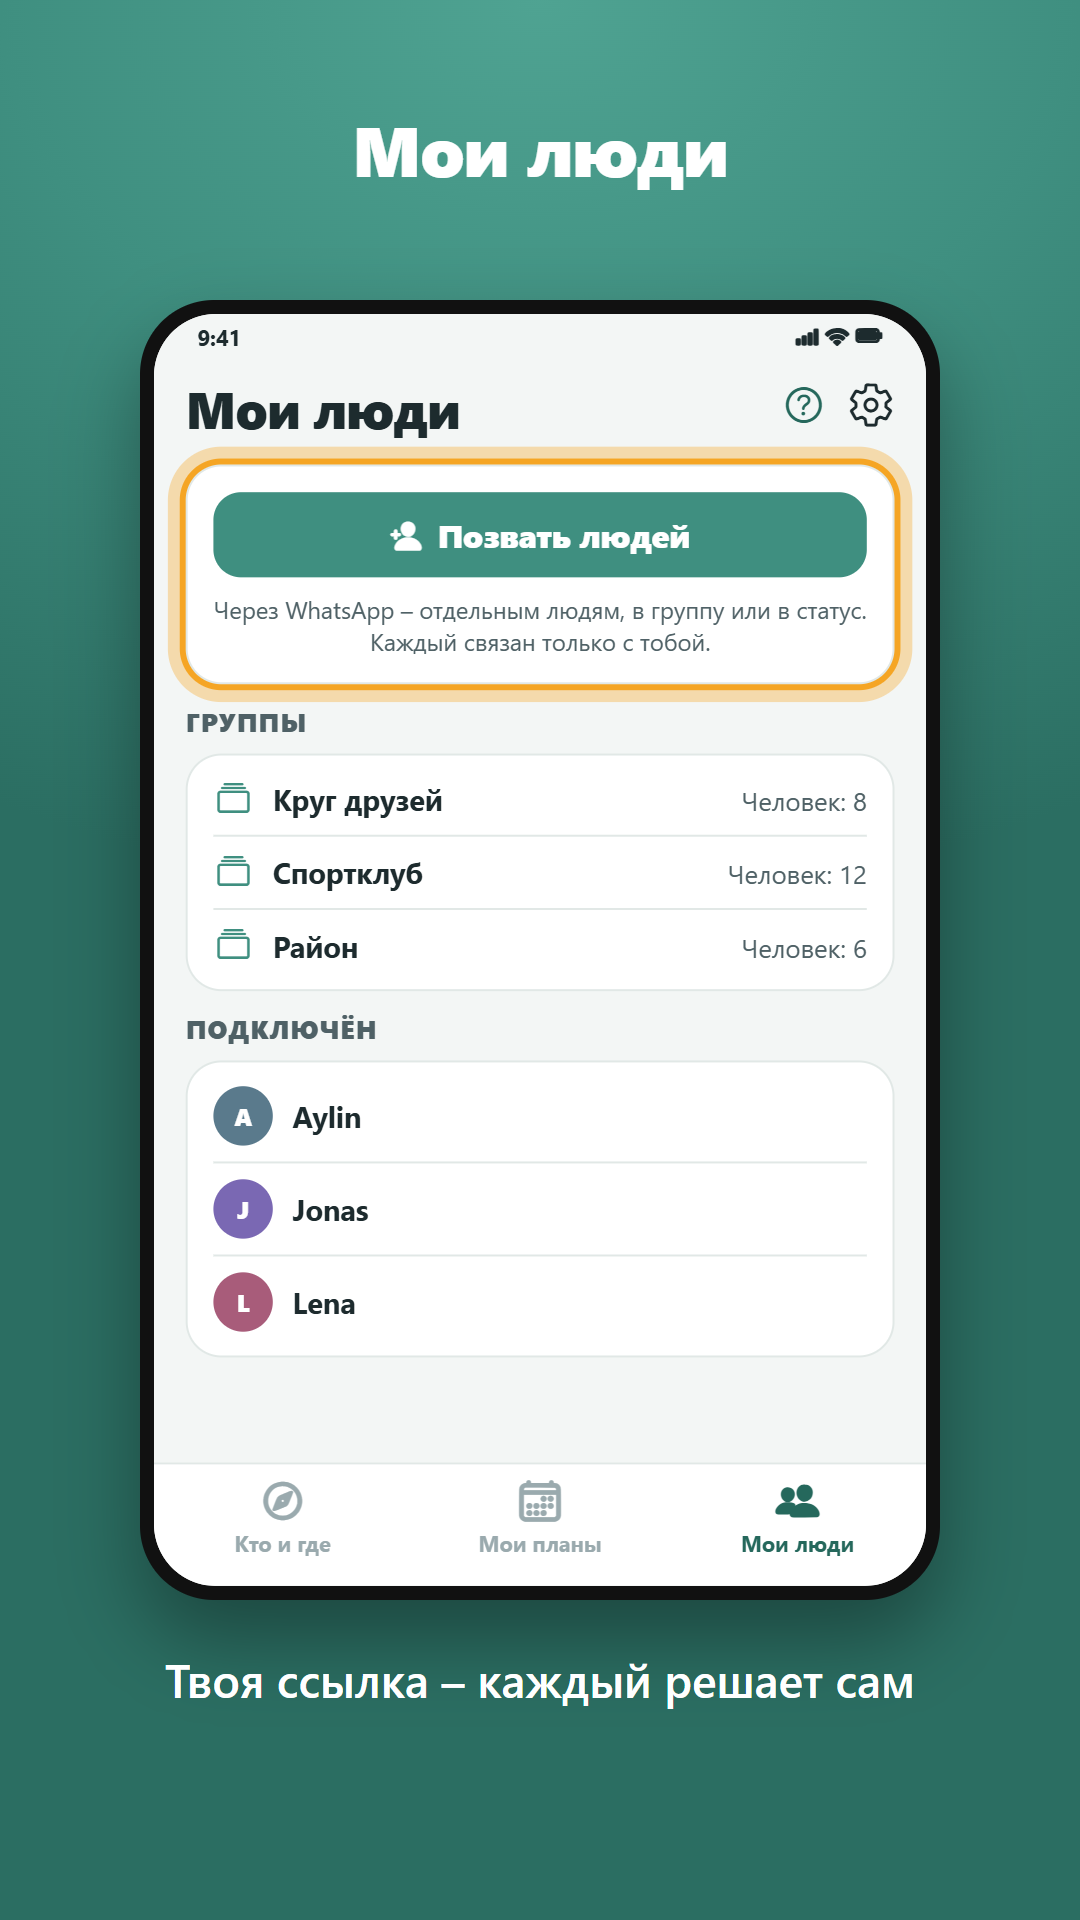 Мои люди
9:41
Мои люди
Позвать людей
Через WhatsApp – отдельным людям, в группу или в статус.
Каждый связан только с тобой.
ГРУППЫ
Круг друзей Человек: 8
Спортклуб Человек: 12
Район Человек: 6
ПОДКЛЮЧЁН
A Aylin
J Jonas
L Lena
Кто и где Мои планы Мои люди
Твоя ссылка – каждый решает сам